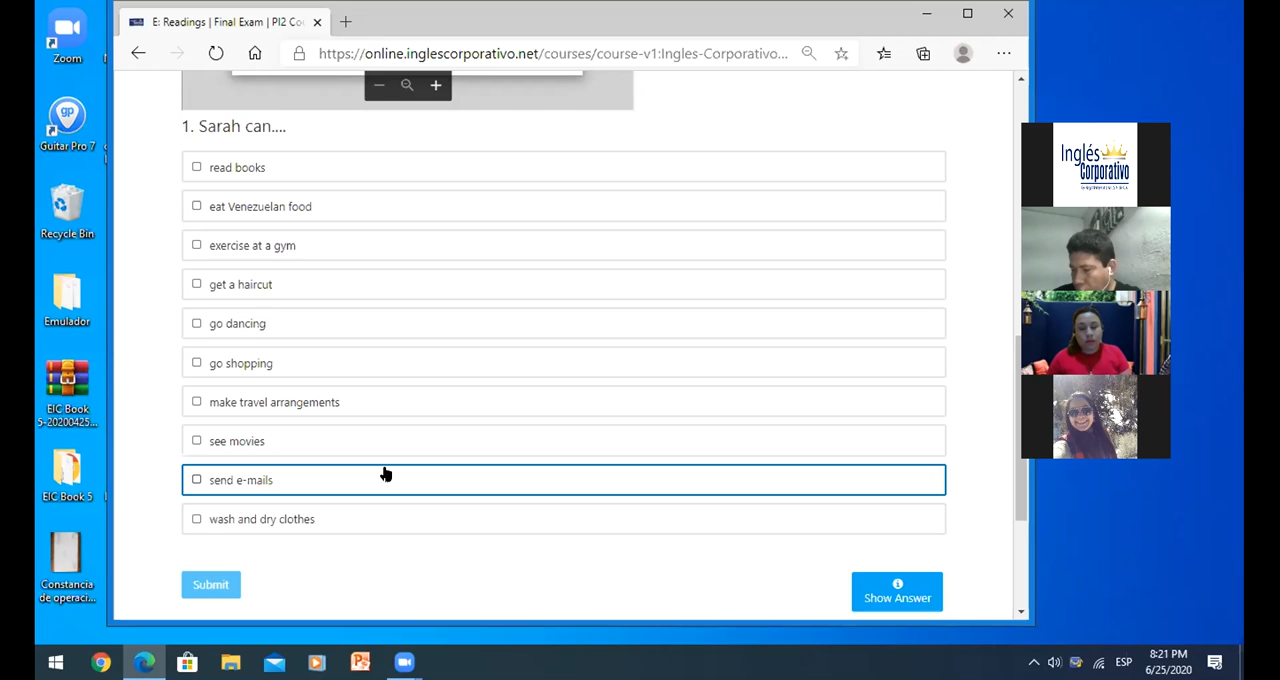 E: Readings | Final Exam | PI2 Co
https://online.inglescorporativo.net/courses/course-v1:Ingles-Corporativo...
1. Sarah can....
read books
eat Venezuelan food
exercise at a gym
get a haircut
go dancing
go shopping
make travel arrangements
see movies
send e-mails
wash and dry clothes
Submit
Show Answer
Zoom
Guitar Pro 7
Recycle Bin
Emulador
EIC Book
5-20200425...
EIC Book 5
Constancia
de operaci...
Inglés
Corporativo
ESP
8:21 PM
6/25/2020